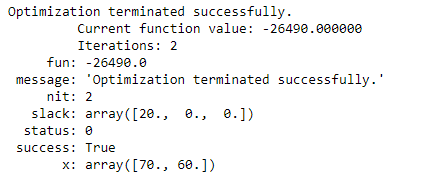 Optimization terminated successfully.
         Current function value: -26490.000000
         Iterations: 2
     fun: -26490.0
 message: 'Optimization terminated successfully.'
     nit: 2
   slack: array([20.,  0.,  0.])
  status: 0
 success: True
       x: array([70., 60.])